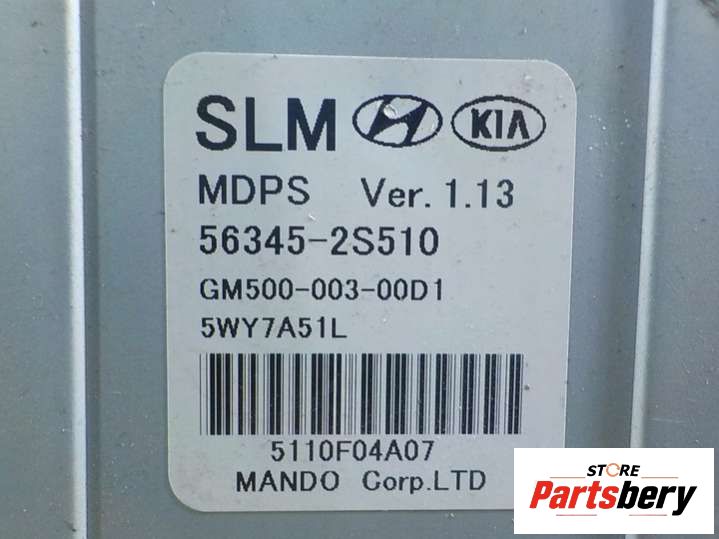 SLM KIA
MDPS Ver. 1.13
56345-2S510
GM500-003-00D1
5WY7A51L
5110F04A07
MANDO Corp.LTD
STORE
Partsbery